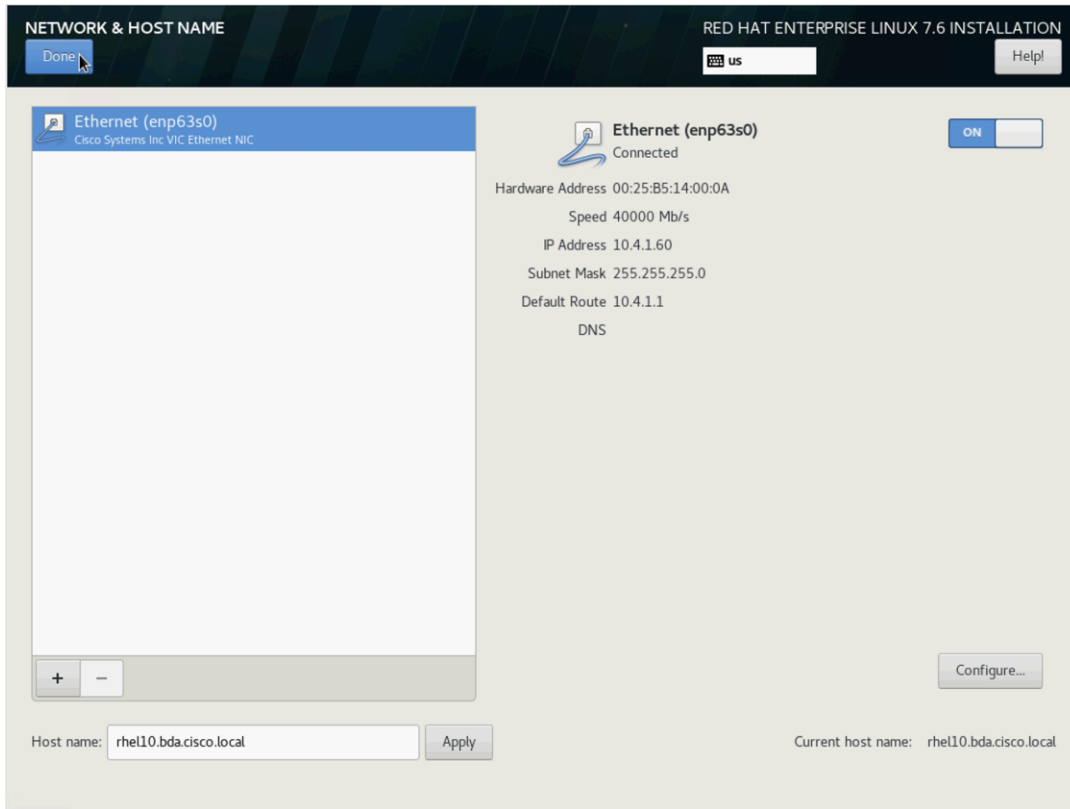 NETWORK & HOST NAME
RED HAT ENTERPRISE LINUX 7.6 INSTALLATION
Done
us
Help!
Ethernet (enp63s0)
Cisco Systems Inc VIC Ethernet NIC
Ethernet (enp63s0)
Connected
ON
Hardware Address 00:25:B5:14:00:0A
Speed 40000 Mb/s
IP Address 10.4.1.60
Subnet Mask 255.255.255.0
Default Route 10.4.1.1
DNS
+ −
Configure...
Host name: rhel10.bda.cisco.local Apply Current host name: rhel10.bda.cisco.local